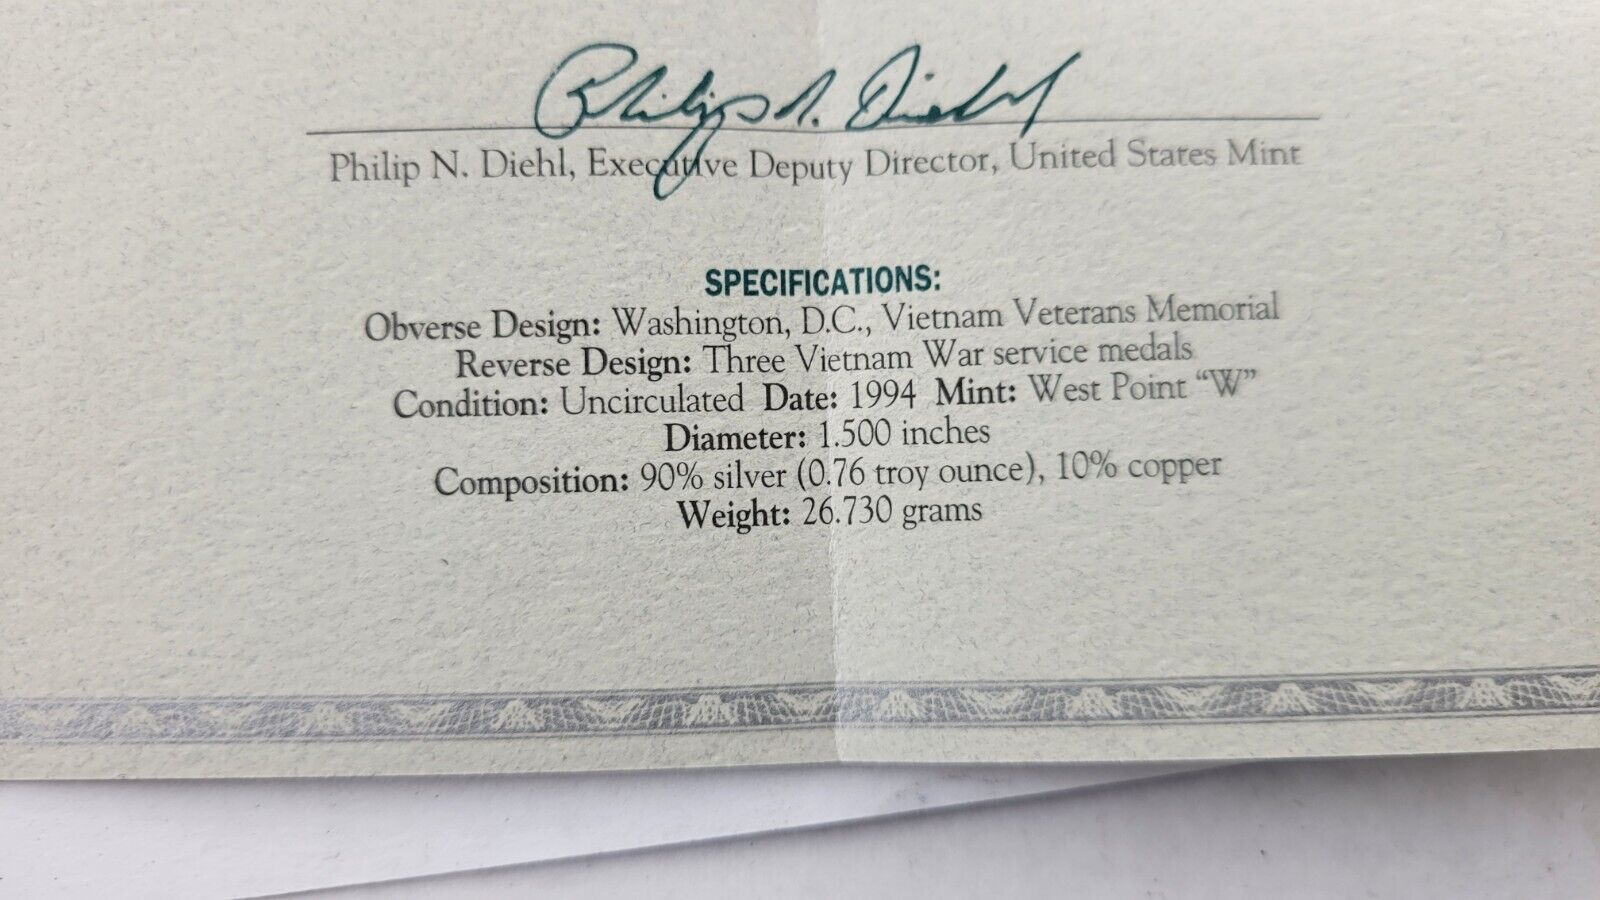 Philip N. Diehl
Philip N. Diehl, Executive Deputy Director, United States Mint
SPECIFICATIONS:
Obverse Design: Washington, D.C., Vietnam Veterans Memorial
Reverse Design: Three Vietnam War service medals
Condition: Uncirculated Date: 1994 Mint: West Point “W”
Diameter: 1.500 inches
Composition: 90% silver (0.76 troy ounce), 10% copper
Weight: 26.730 grams